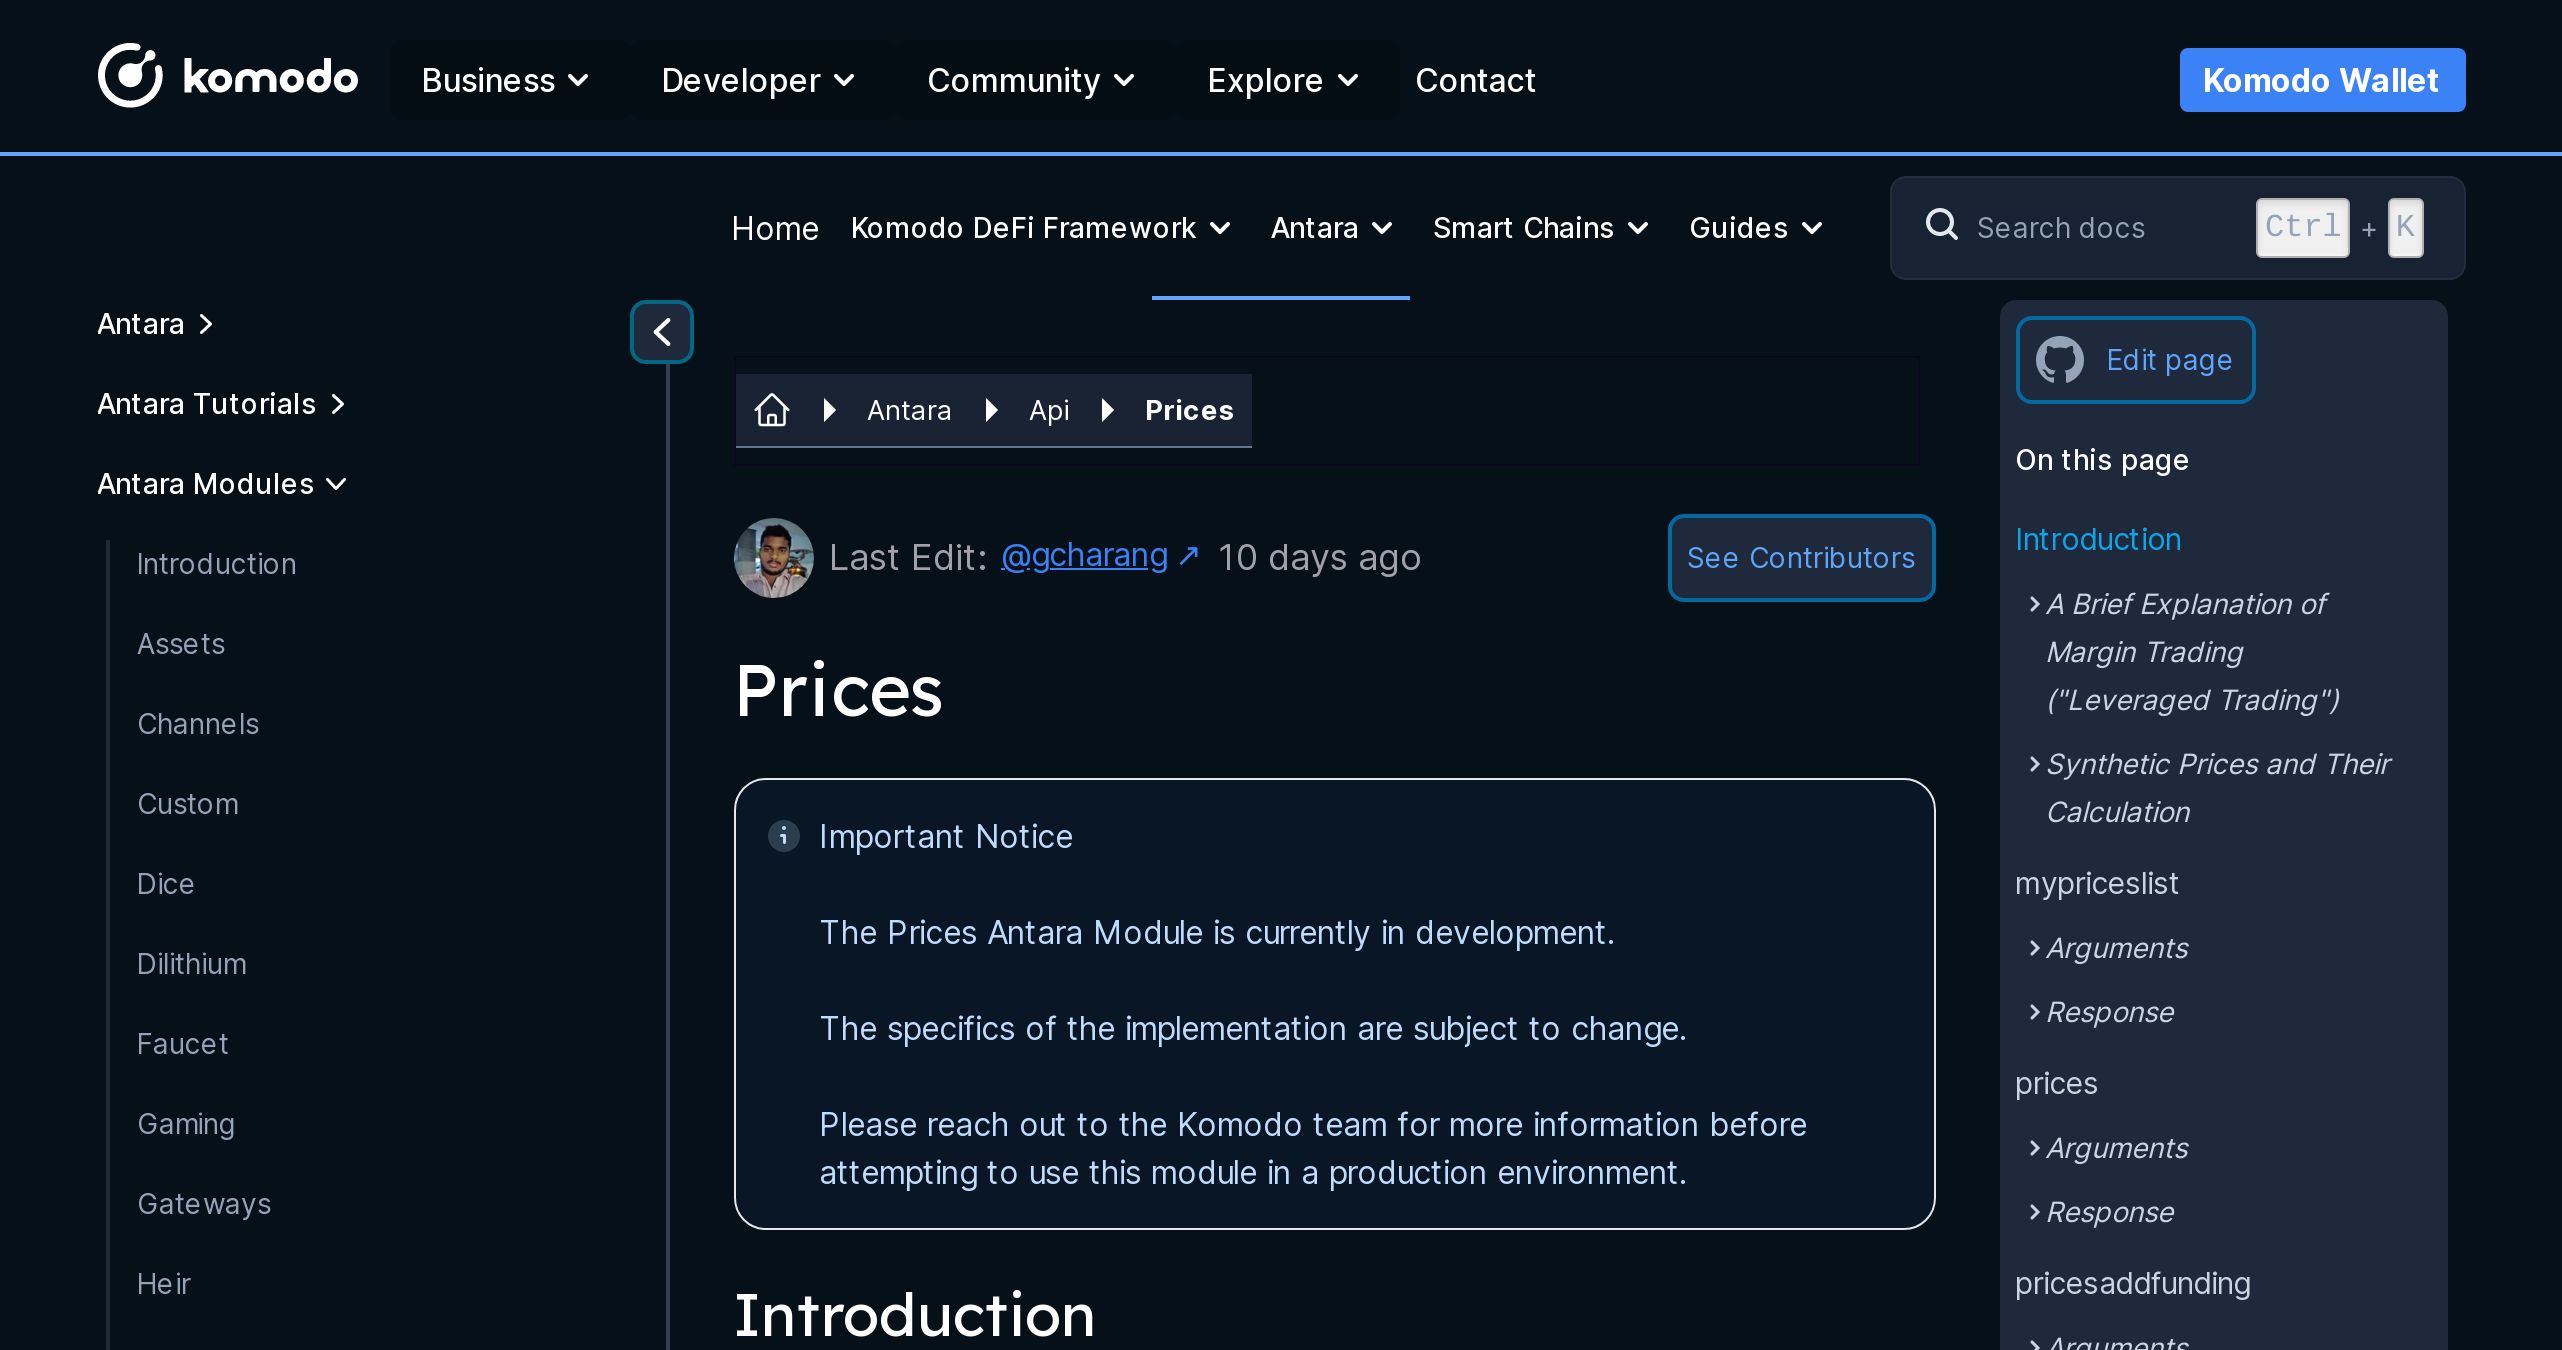 komodo
Business
Developer
Community
Explore
Contact
Komodo Wallet
Home
Komodo DeFi Framework
Antara
Smart Chains
Guides
Search docs
Ctrl + K
Antara
Antara Tutorials
Antara Modules
Introduction
Assets
Channels
Custom
Dice
Dilithium
Faucet
Gaming
Gateways
Heir
Antara
Api
Prices
Last Edit: @gcharang ↗ 10 days ago
See Contributors
Prices
Important Notice
The Prices Antara Module is currently in development.
The specifics of the implementation are subject to change.
Please reach out to the Komodo team for more information before
attempting to use this module in a production environment.
Introduction
Edit page
On this page
Introduction
A Brief Explanation of
Margin Trading
("Leveraged Trading")
Synthetic Prices and Their
Calculation
mypriceslist
Arguments
Response
prices
Arguments
Response
pricesaddfunding
Arguments